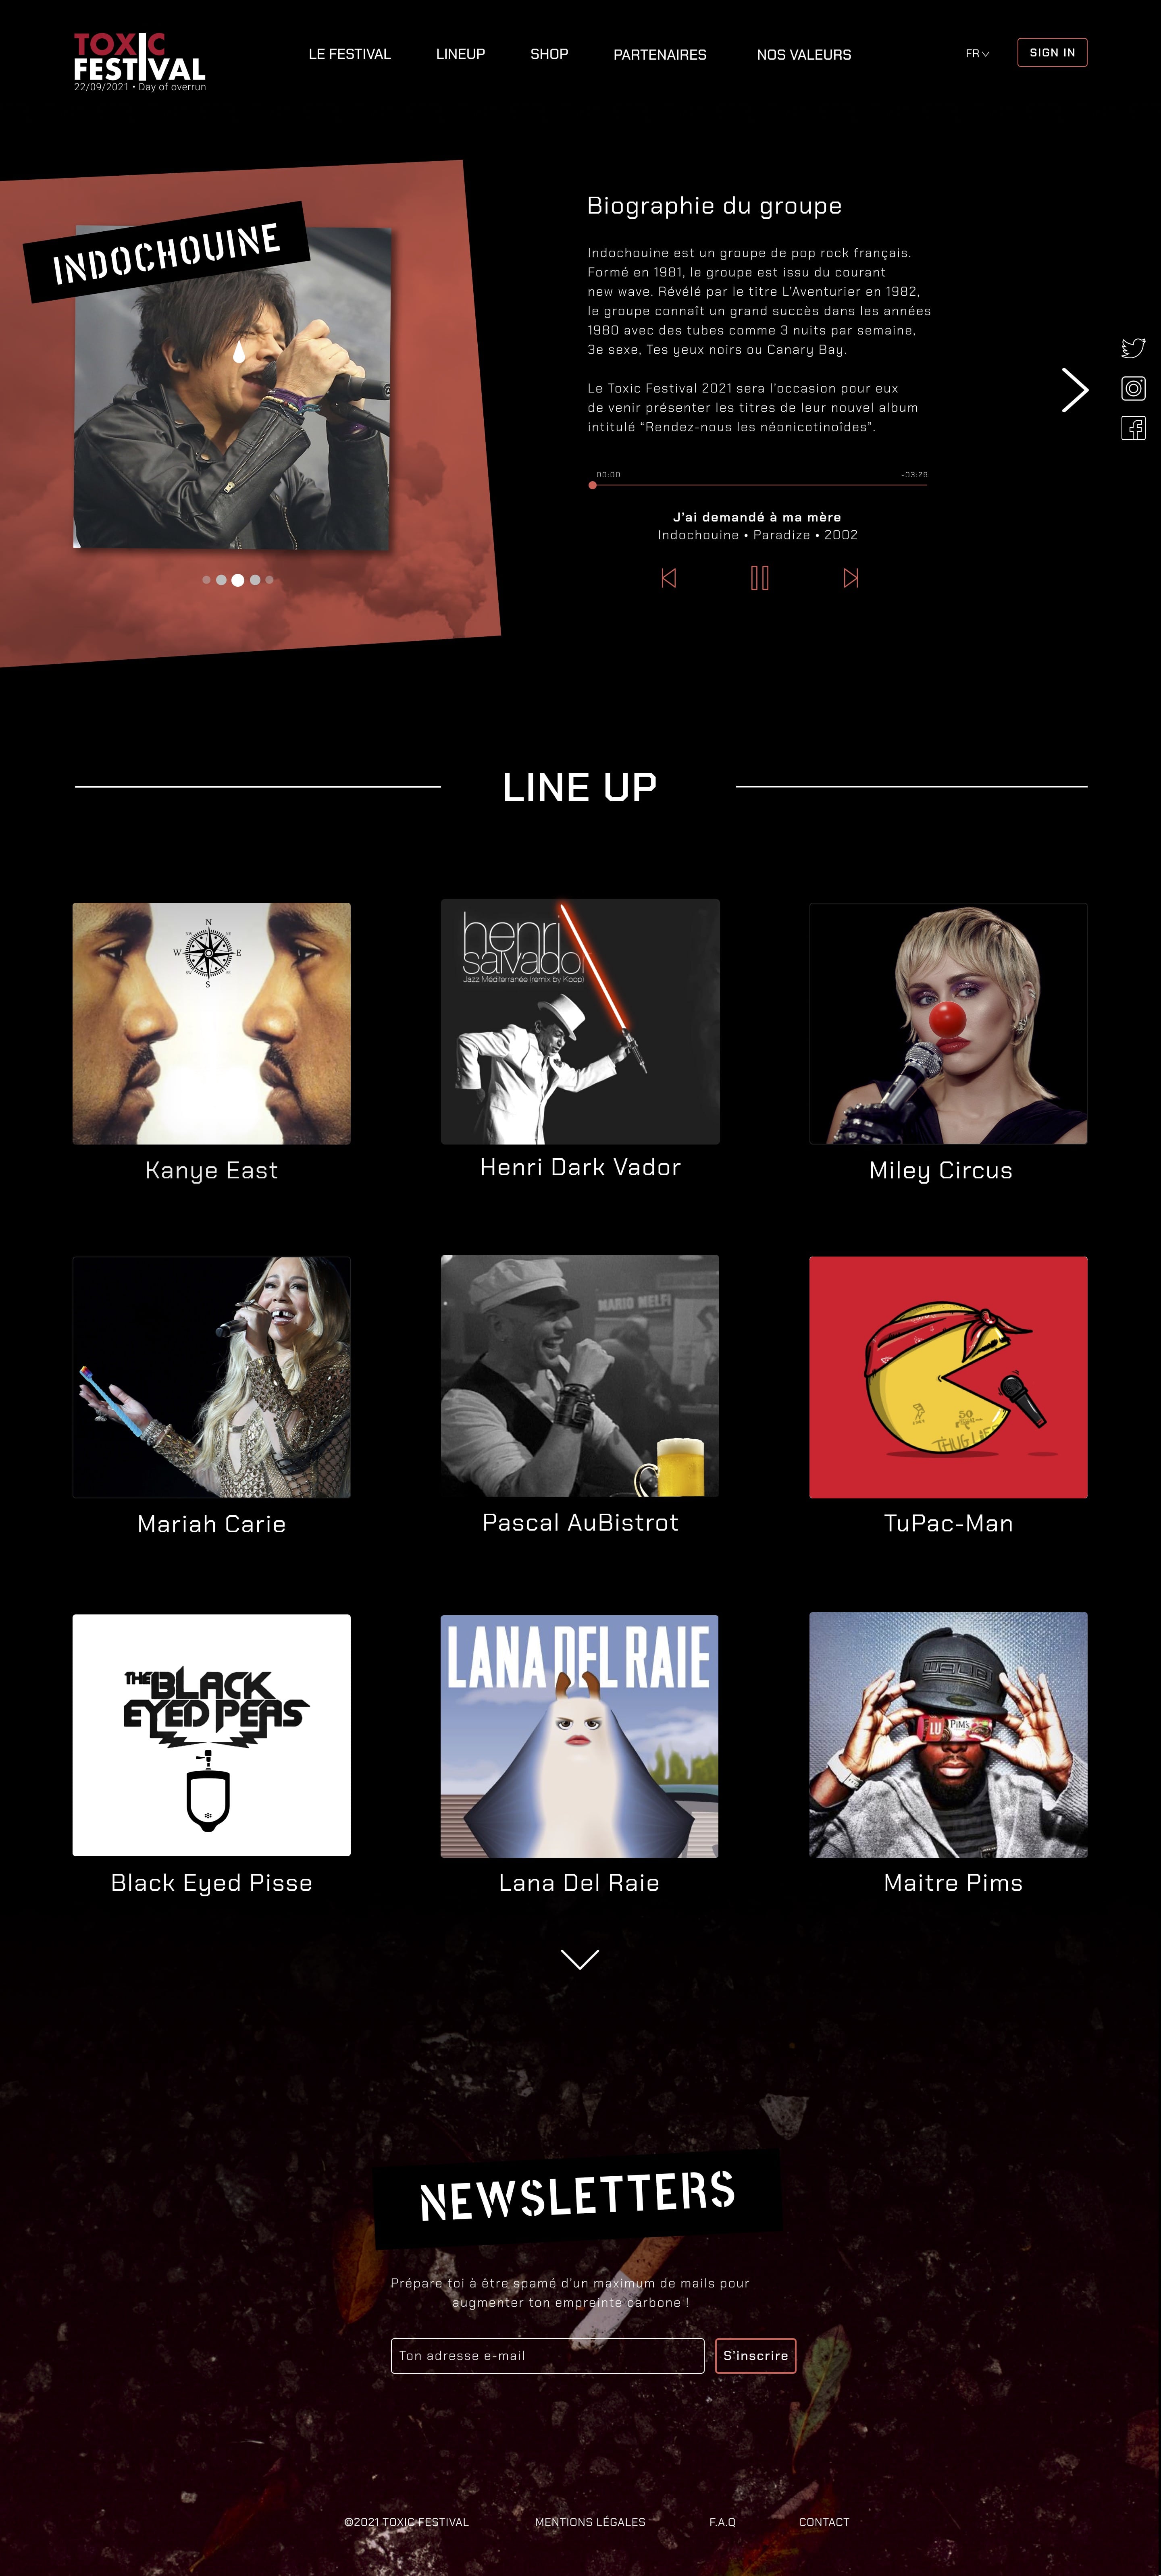 TOXIC
FESTIVAL
22/09/2021 • Day of overrun
LE FESTIVAL
LINEUP
SHOP
PARTENAIRES
NOS VALEURS
FR
SIGN IN
INDOCHOUINE
Biographie du groupe
Indochouine est un groupe de pop rock français.
Formé en 1981, le groupe est issu du courant
new wave. Révélé par le titre L'Aventurier en 1982,
le groupe connaît un grand succès dans les années
1980 avec des tubes comme 3 nuits par semaine,
3e sexe, Tes yeux noirs ou Canary Bay.
Le Toxic Festival 2021 sera l'occasion pour eux
de venir présenter les titres de leur nouvel album
intitulé “Rendez-nous les néonicotinoïdes”.
00:00
-03:29
J'ai demandé à ma mère
Indochouine • Paradize • 2002
LINE UP
N
W E
S
henri
salvador
Jazz Méditerranée (remix by Koop)
Kanye East
Henri Dark Vador
Miley Circus
MARIO MELFI
50
THUG LIFE
Mariah Carie
Pascal AuBistrot
TuPac-Man
THE BLACK
EYED PEAS
LANA DEL RAIE
LU PiM's
Black Eyed Pisse
Lana Del Raie
Maitre Pims
NEWSLETTERS
Prépare toi à être spamé d'un maximum de mails pour
augmenter ton empreinte carbone !
Ton adresse e-mail
S'inscrire
©2021 TOXIC FESTIVAL
MENTIONS LÉGALES
F.A.Q
CONTACT